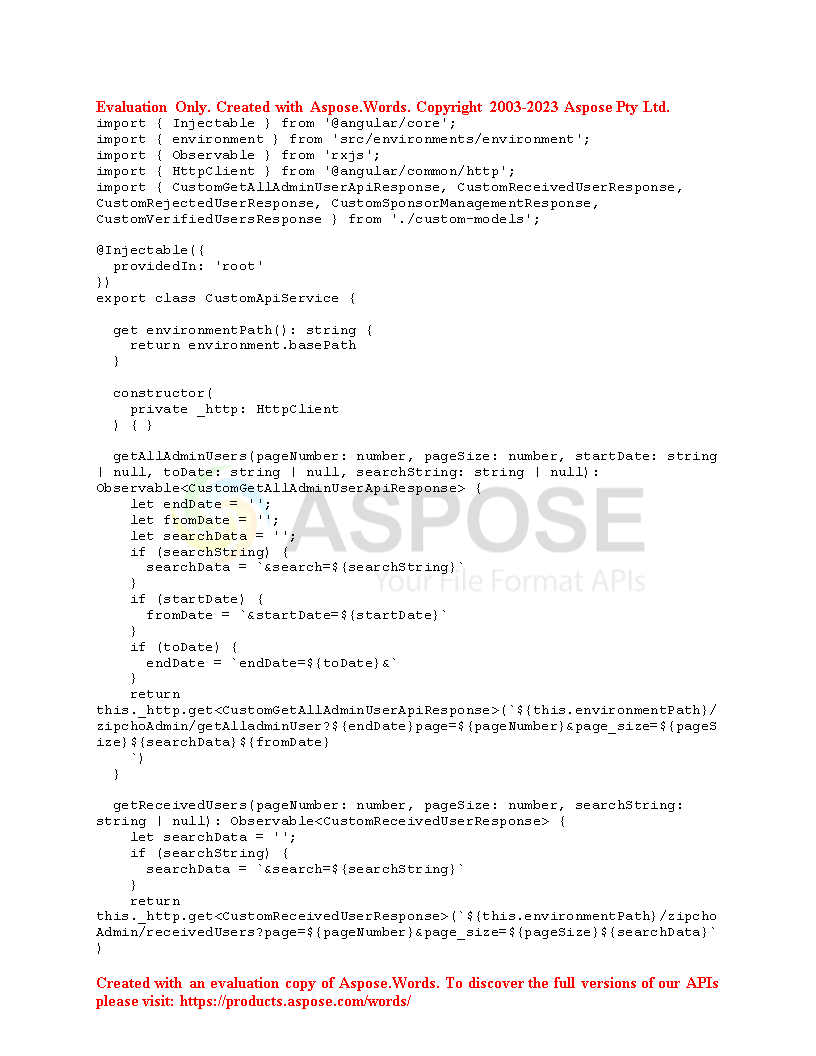 Evaluation Only. Created with Aspose.Words. Copyright 2003-2023 Aspose Pty Ltd.
import { Injectable } from '@angular/core';
import { environment } from 'src/environments/environment';
import { Observable } from 'rxjs';
import { HttpClient } from '@angular/common/http';
import { CustomGetAllAdminUserApiResponse, CustomReceivedUserResponse,
CustomRejectedUserResponse, CustomSponsorManagementResponse,
CustomVerifiedUsersResponse } from './custom-models';

@Injectable({
  providedIn: 'root'
})
export class CustomApiService {

  get environmentPath(): string {
    return environment.basePath
  }

  constructor(
    private _http: HttpClient
  ) { }

  getAllAdminUsers(pageNumber: number, pageSize: number, startDate: string
| null, toDate: string | null, searchString: string | null):
Observable<CustomGetAllAdminUserApiResponse> {
    let endDate = '';
    let fromDate = '';
    let searchData = '';
    if (searchString) {
      searchData = `&search=${searchString}`
    }
    if (startDate) {
      fromDate = `&startDate=${startDate}`
    }
    if (toDate) {
      endDate = `endDate=${toDate}&`
    }
    return
this._http.get<CustomGetAllAdminUserApiResponse>(`${this.environmentPath}/
zipchoAdmin/getAlladminUser?${endDate}page=${pageNumber}&page_size=${pageS
ize}${searchData}${fromDate}
    `)
  }

  getReceivedUsers(pageNumber: number, pageSize: number, searchString:
string | null): Observable<CustomReceivedUserResponse> {
    let searchData = '';
    if (searchString) {
      searchData = `&search=${searchString}`
    }
    return
this._http.get<CustomReceivedUserResponse>(`${this.environmentPath}/zipcho
Admin/receivedUsers?page=${pageNumber}&page_size=${pageSize}${searchData}`
)
ASPOSE
Your File Format APIs
Created with an evaluation copy of Aspose.Words. To discover the full versions of our APIs
please visit: https://products.aspose.com/words/